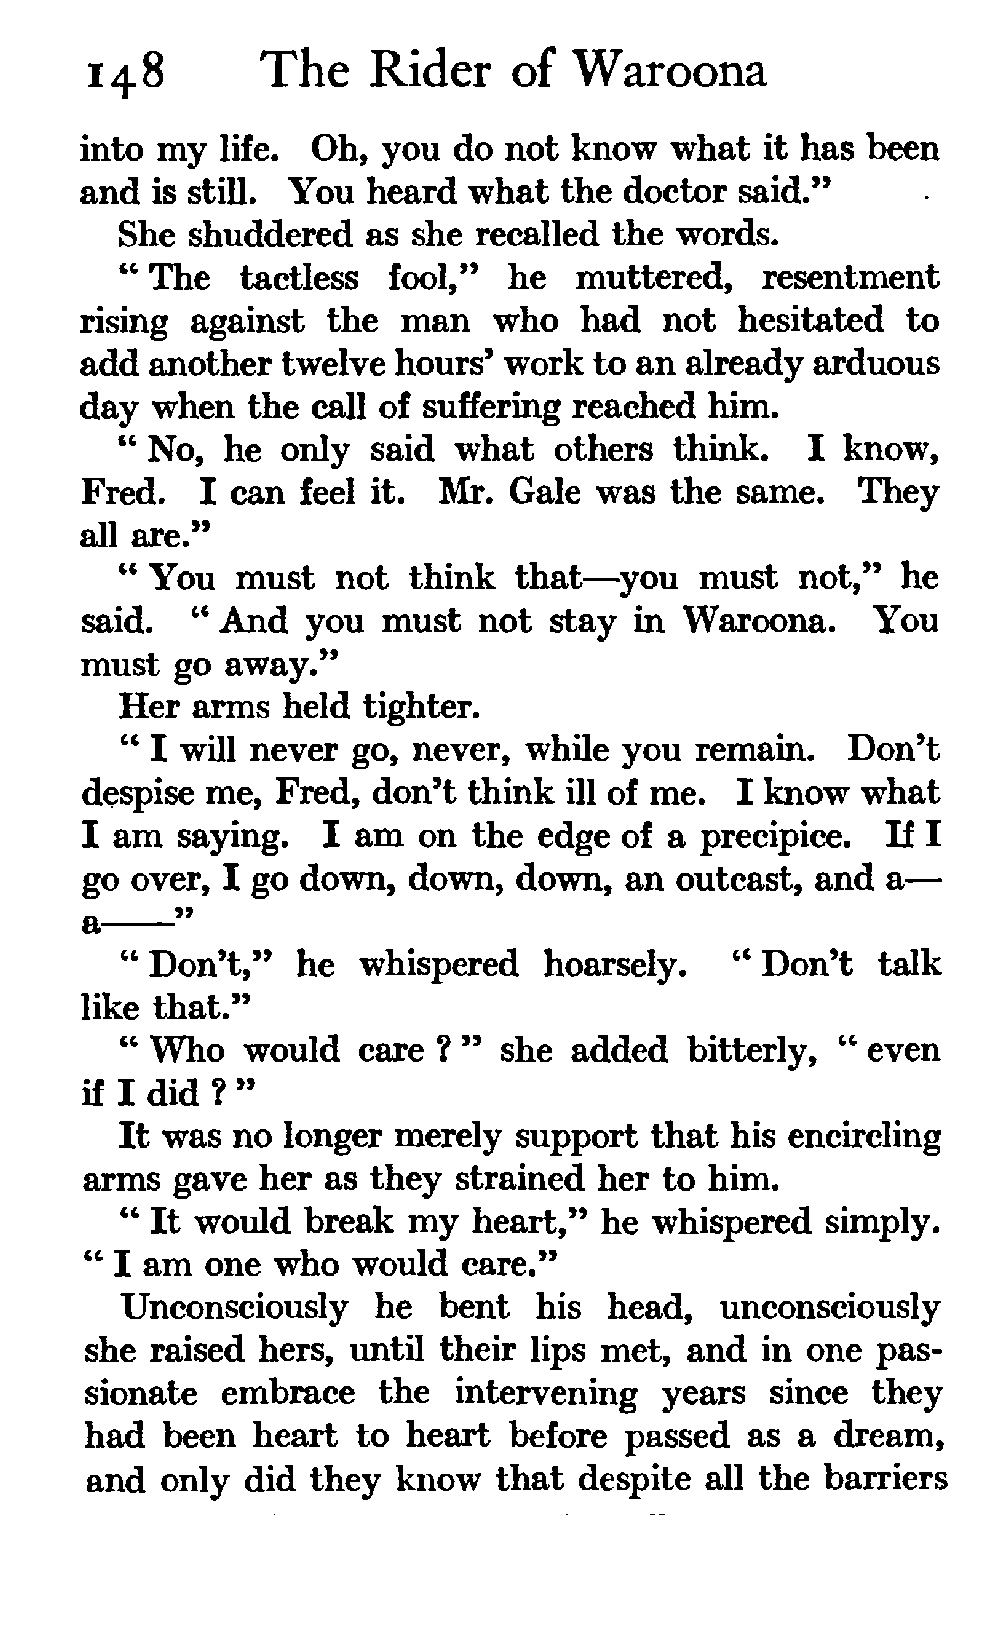 148 The Rider of Waroona
into my life. Oh, you do not know what it has been
and is still. You heard what the doctor said."
She shuddered as she recalled the words.
" The tactless fool," he muttered, resentment
rising against the man who had not hesitated to
add another twelve hours' work to an already arduous
day when the call of suffering reached him.
" No, he only said what others think. I know,
Fred. I can feel it. Mr. Gale was the same. They
all are."
" You must not think that—you must not," he
said. " And you must not stay in Waroona. You
must go away."
Her arms held tighter.
" I will never go, never, while you remain. Don't
despise me, Fred, don't think ill of me. I know what
I am saying. I am on the edge of a precipice. If I
go over, I go down, down, down, an outcast, and a—
a——"
" Don't," he whispered hoarsely. " Don't talk
like that."
" Who would care ? " she added bitterly, " even
if I did ? "
It was no longer merely support that his encircling
arms gave her as they strained her to him.
" It would break my heart," he whispered simply.
" I am one who would care."
Unconsciously he bent his head, unconsciously
she raised hers, until their lips met, and in one pas-
sionate embrace the intervening years since they
had been heart to heart before passed as a dream,
and only did they know that despite all the barriers